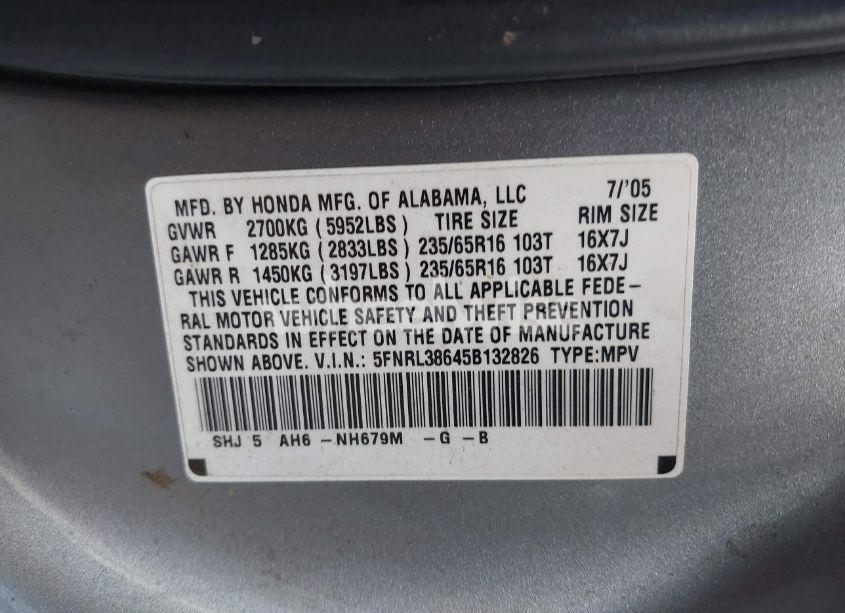 MFD. BY HONDA MFG. OF ALABAMA, LLC 7/'05
GVWR 2700KG (5952LBS) TIRE SIZE RIM SIZE
GAWR F 1285KG (2833LBS) 235/65R16 103T 16X7J
GAWR R 1450KG (3197LBS) 235/65R16 103T 16X7J
THIS VEHICLE CONFORMS TO ALL APPLICABLE FEDE-
RAL MOTOR VEHICLE SAFETY AND THEFT PREVENTION
STANDARDS IN EFFECT ON THE DATE OF MANUFACTURE
SHOWN ABOVE. V.I.N.: 5FNRL38645B132826 TYPE:MPV
SHJ 5 AH6 -NH679M -G -B